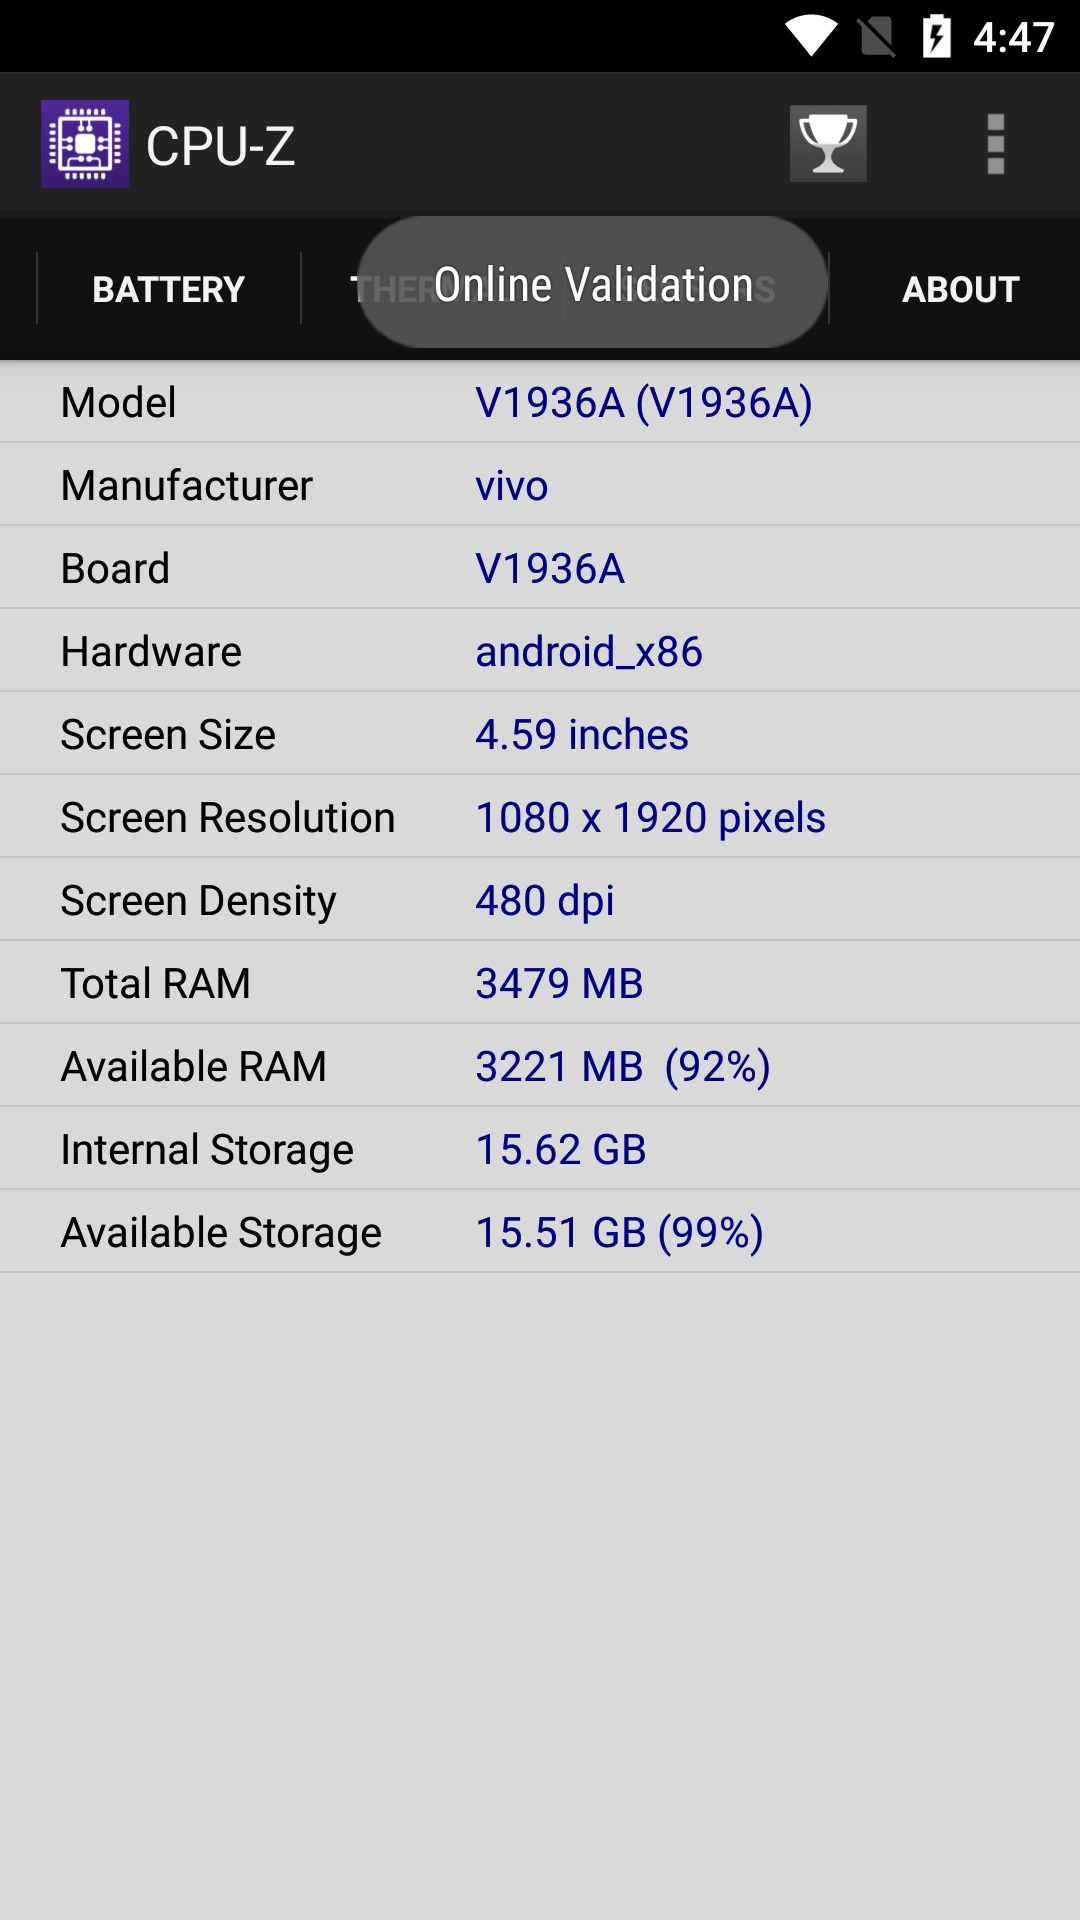 4:47
CPU-Z
BATTERY
Online Validation
ABOUT
Model V1936A (V1936A)
Manufacturer vivo
Board V1936A
Hardware android_x86
Screen Size 4.59 inches
Screen Resolution 1080 x 1920 pixels
Screen Density 480 dpi
Total RAM 3479 MB
Available RAM 3221 MB (92%)
Internal Storage 15.62 GB
Available Storage 15.51 GB (99%)